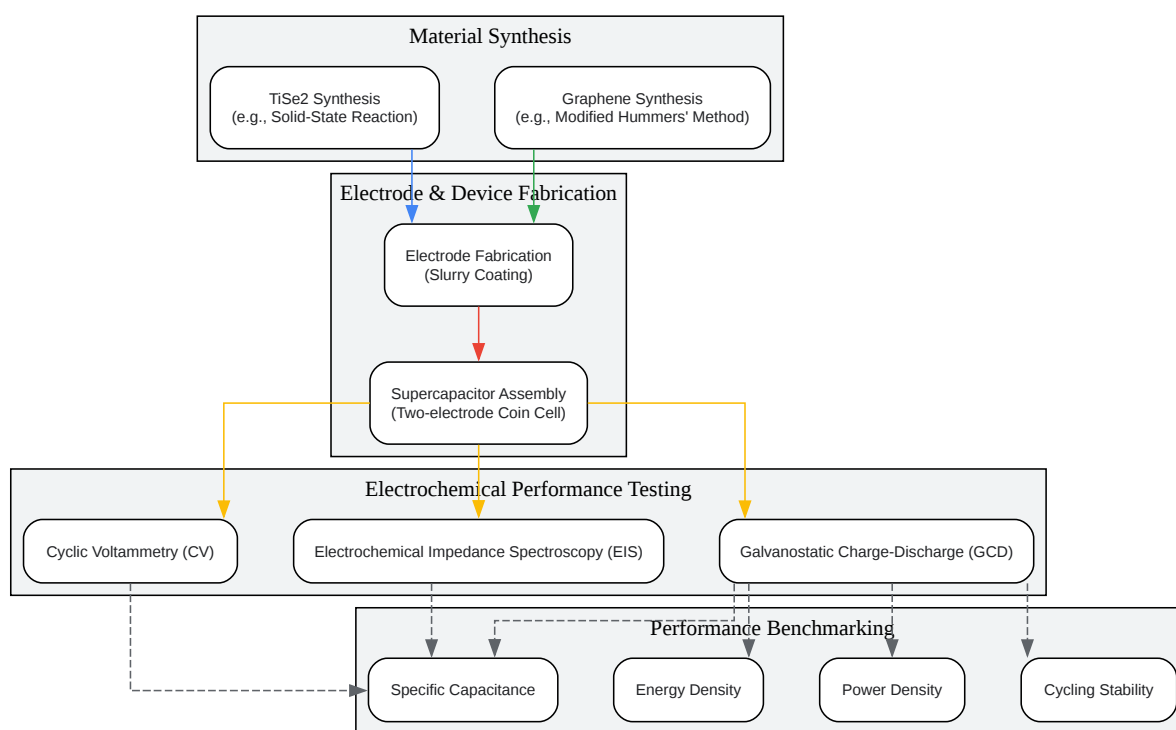 Material Synthesis
TiSe2 Synthesis
(e.g., Solid-State Reaction)
Graphene Synthesis
(e.g., Modified Hummers' Method)
Electrode & Device Fabrication
Electrode Fabrication
(Slurry Coating)
Supercapacitor Assembly
(Two-electrode Coin Cell)
Electrochemical Performance Testing
Cyclic Voltammetry (CV)
Electrochemical Impedance Spectroscopy (EIS)
Galvanostatic Charge-Discharge (GCD)
Performance Benchmarking
Specific Capacitance
Energy Density
Power Density
Cycling Stability